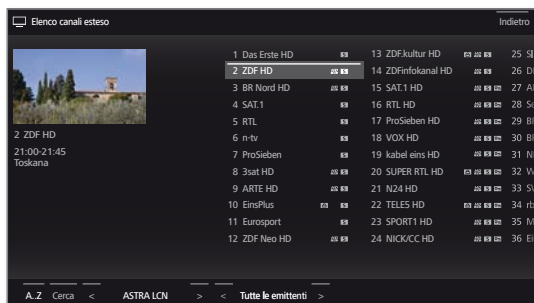 Elenco canali esteso
Indietro
2 ZDF HD
21:00-21:45
Toskana
1 Das Erste HD
2 ZDF HD
3 BR Nord HD
4 SAT.1
5 RTL
6 n-tv
7 ProSieben
8 3sat HD
9 ARTE HD
10 EinsPlus
11 Eurosport
12 ZDF Neo HD
13 ZDF.kultur HD
14 ZDFinfokanal HD
15 SAT.1 HD
16 RTL HD
17 ProSieben HD
18 VOX HD
19 kabel eins HD
20 SUPER RTL HD
21 N24 HD
22 TELE5 HD
23 SPORT1 HD
24 NICK/CC HD
25
26
27
28
29
30
31
32
33
34
35
36
A..Z Cerca < ASTRA LCN > < Tutte le emittenti >